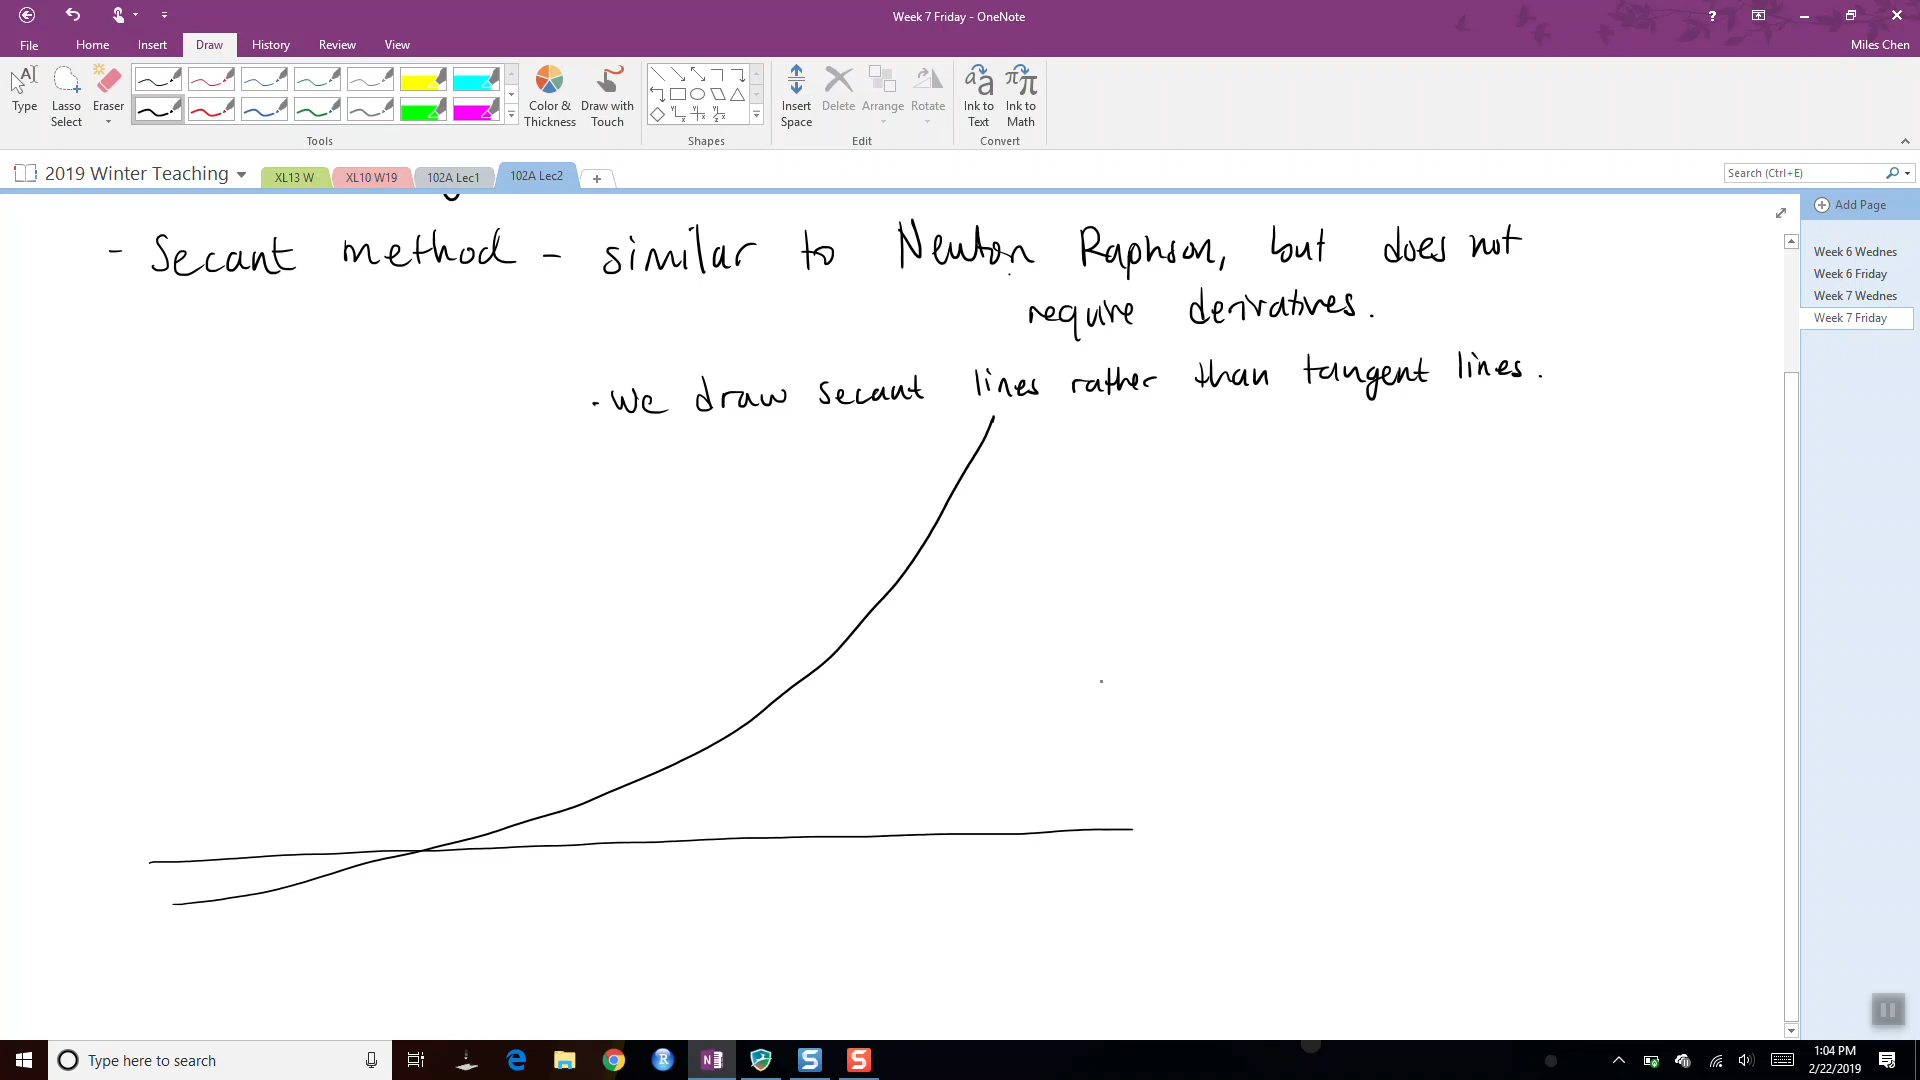 Week 7 Friday - OneNote
?
File Home Insert Draw History Review View
Miles Chen
Type
Lasso Select
Eraser
Color & Thickness
Draw with Touch
Insert Space
Delete
Arrange
Rotate
Ink to Text
Ink to Math
Tools
Shapes
Edit
Convert
2019 Winter Teaching
XL13 W
XL10 W19
102A Lec1
102A Lec2
Search (Ctrl+E)
Add Page
Week 6 Wednes
Week 6 Friday
Week 7 Wednes
Week 7 Friday
- Secant method - similar to Newton Raphson, but does not
require derivatives.
· We draw secant lines rather than tangent lines.
Type here to search
1:04 PM
2/22/2019